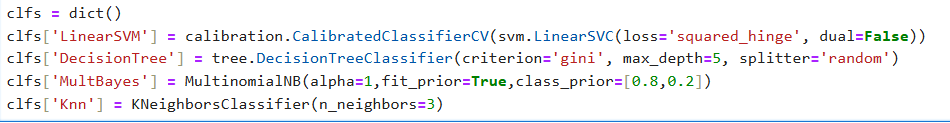 clfs = dict()
clfs['LinearSVM'] = calibration.CalibratedClassifierCV(svm.LinearSVC(loss='squared_hinge', dual=False))
clfs['DecisionTree'] = tree.DecisionTreeClassifier(criterion='gini', max_depth=5, splitter='random')
clfs['MultBayes'] = MultinomialNB(alpha=1,fit_prior=True,class_prior=[0.8,0.2])
clfs['Knn'] = KNeighborsClassifier(n_neighbors=3)